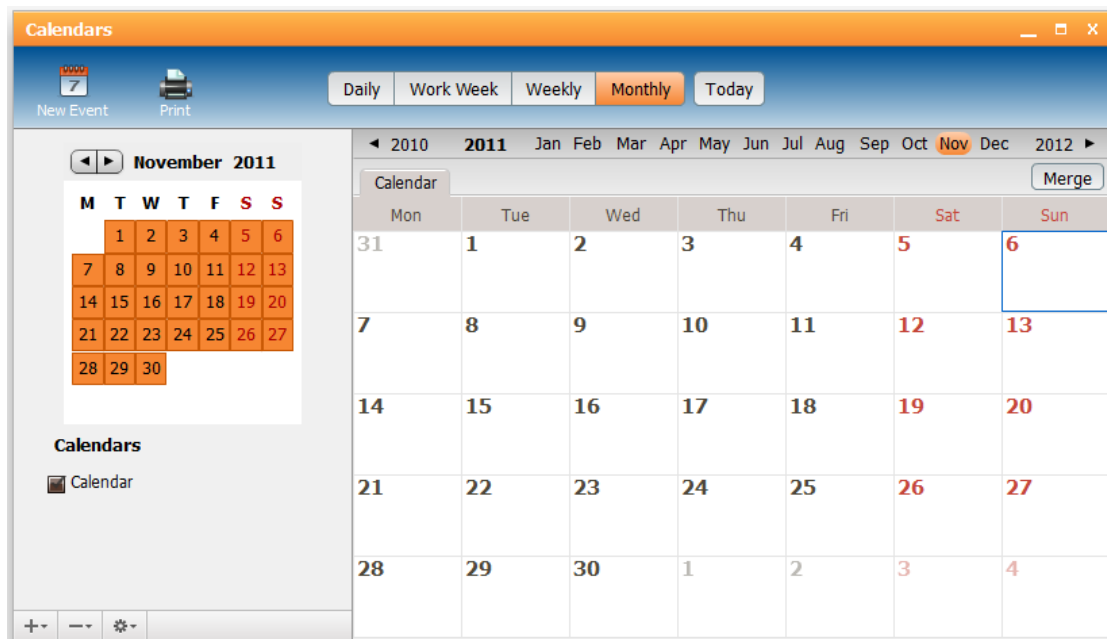 Calendars
7
New Event Print
Daily Work Week Weekly Monthly Today
◄ 2010 2011 Jan Feb Mar Apr May Jun Jul Aug Sep Oct Nov Dec 2012 ►
◄ ► November 2011
M T W T F S S
1 2 3 4 5 6
7 8 9 10 11 12 13
14 15 16 17 18 19 20
21 22 23 24 25 26 27
28 29 30
Calendars
Calendar
Calendar Merge
Mon Tue Wed Thu Fri Sat Sun
31 1 2 3 4 5 6
7 8 9 10 11 12 13
14 15 16 17 18 19 20
21 22 23 24 25 26 27
28 29 30 1 2 3 4